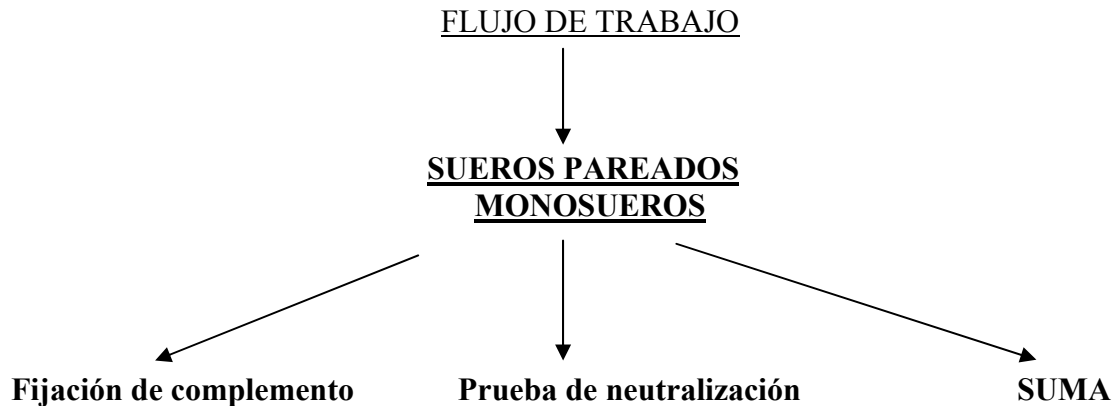 FLUJO DE TRABAJO
SUEROS PAREADOS
MONOSUEROS
Fijación de complemento Prueba de neutralización SUMA